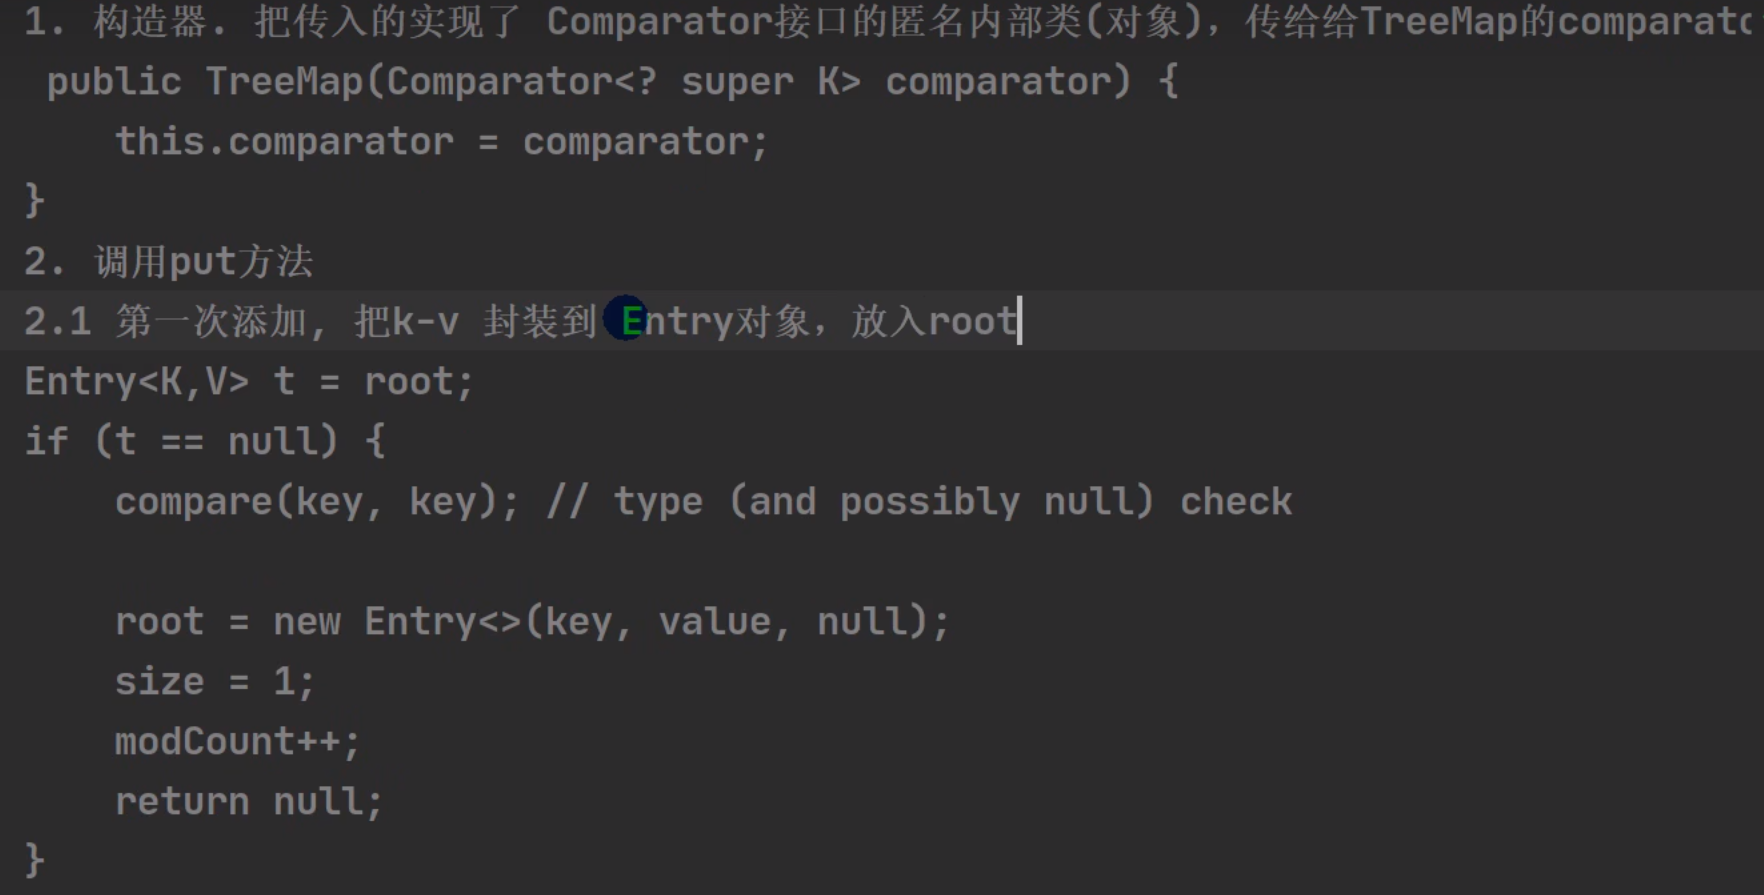 1. 构造器. 把传入的实现了 Comparator接口的匿名内部类(对象)，传给给TreeMap的comparato
public TreeMap(Comparator<? super K> comparator) {
this.comparator = comparator;
}
2. 调用put方法
2.1 第一次添加, 把k-v 封装到 Entry对象，放入root
Entry<K,V> t = root;
if (t == null) {
compare(key, key); // type (and possibly null) check
root = new Entry<>(key, value, null);
size = 1;
modCount++;
return null;
}